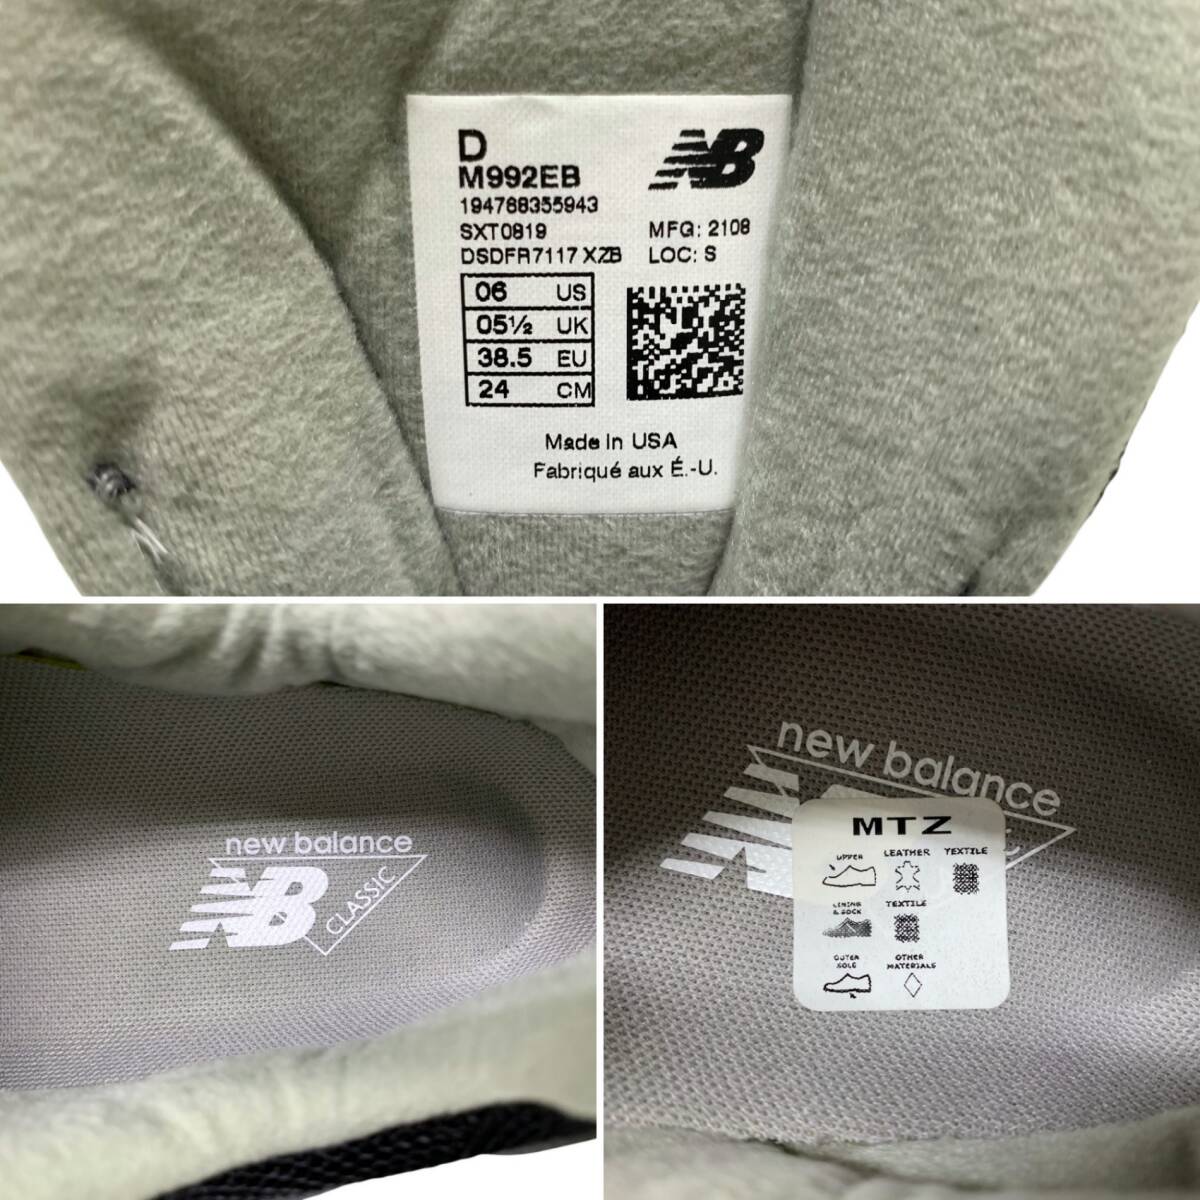 D
M992EB
194768355943
SXT0819
DSDFR7117 XZB
NB
MFG: 2108
LOC: S
06 US
05½ UK
38.5 EU
24 CM
Made in USA
Fabriqué aux É.-U.
new balance
NB
CLASSIC
new balance
MTZ
UPPER LEATHER TEXTILE
LINING & SOCK TEXTILE
OUTER SOLE OTHER MATERIALS